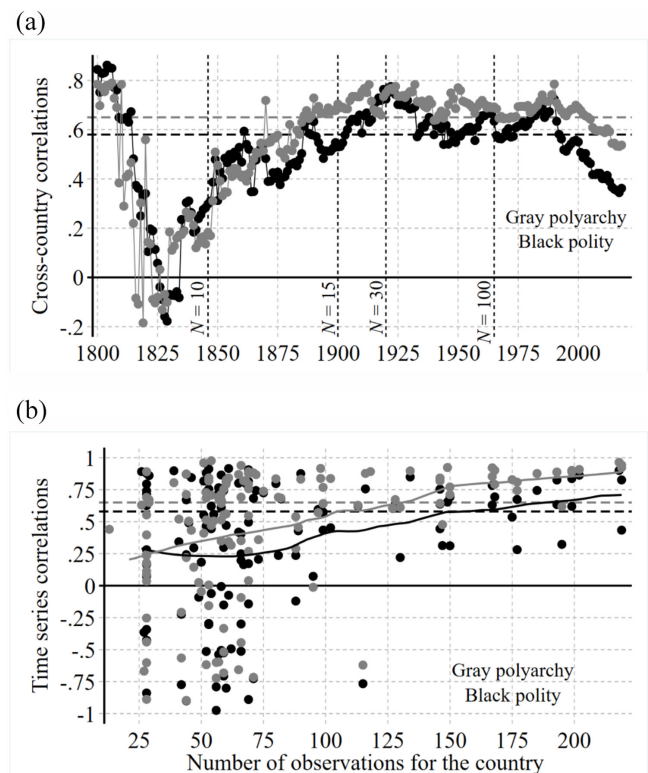 (a)
Cross-country correlations
.8
.6
.4
.2
0
-.2
Gray polyarchy
Black polity
N = 10
N = 15
N = 30
N = 100
1800 1825 1850 1875 1900 1925 1950 1975 2000
(b)
Time series correlations
1
.75
.5
.25
0
-.25
-.5
-.75
-1
Gray polyarchy
Black polity
25 50 75 100 125 150 175 200
Number of observations for the country